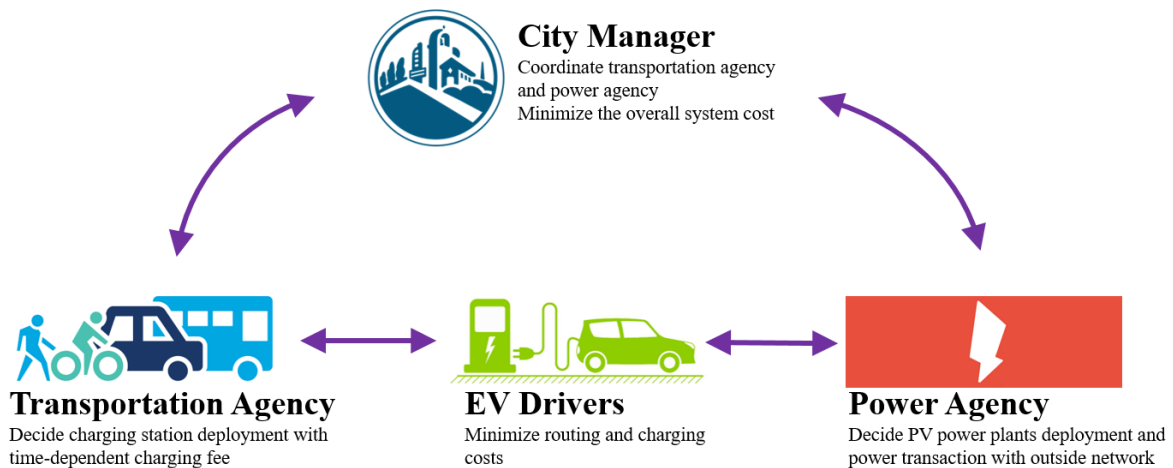 City Manager
Coordinate transportation agency
and power agency
Minimize the overall system cost
Transportation Agency
Decide charging station deployment with
time-dependent charging fee
EV Drivers
Minimize routing and charging
costs
Power Agency
Decide PV power plants deployment and
power transaction with outside network